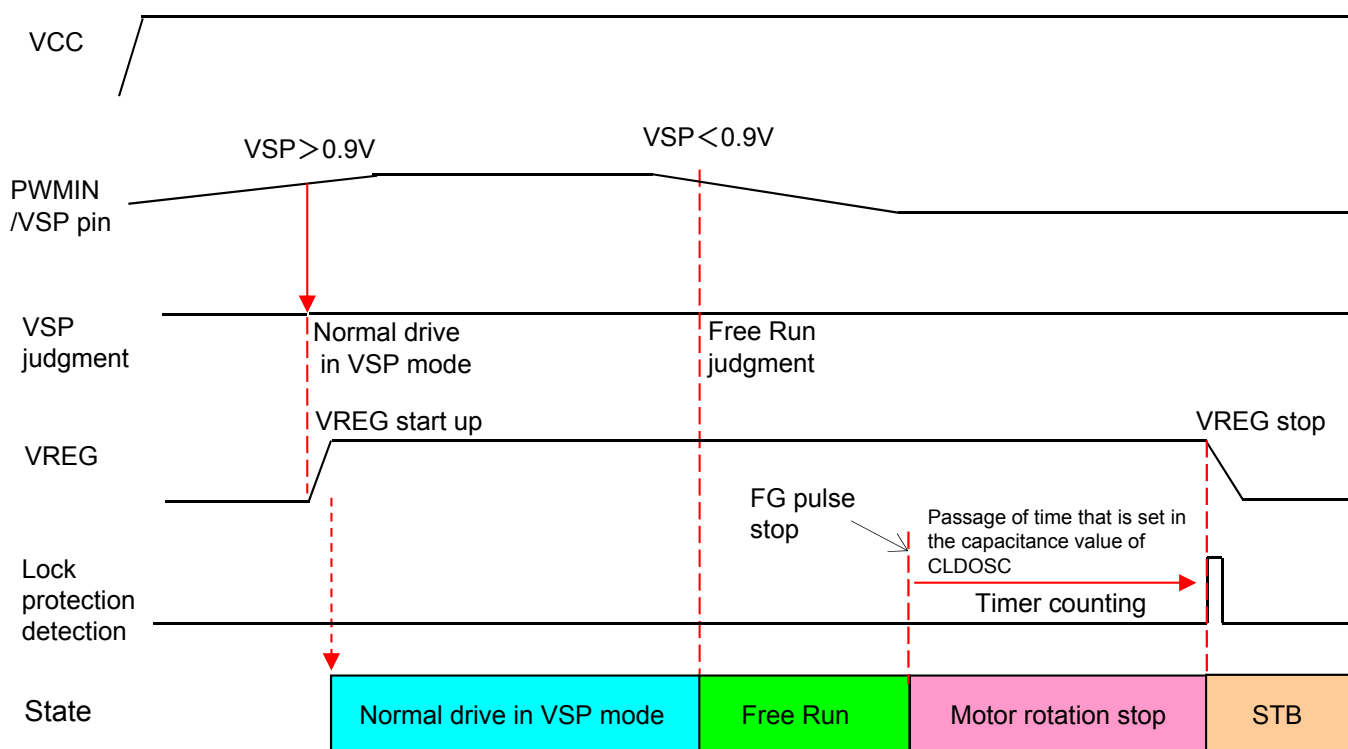 VCC
VSP＞0.9V
VSP＜0.9V
PWMIN
/VSP pin
VSP
judgment
Normal drive
in VSP mode
Free Run
judgment
VREG start up
VREG stop
VREG
FG pulse
stop
Passage of time that is set in
the capacitance value of
CLDOSC
Timer counting
Lock
protection
detection
State
Normal drive in VSP mode
Free Run
Motor rotation stop
STB